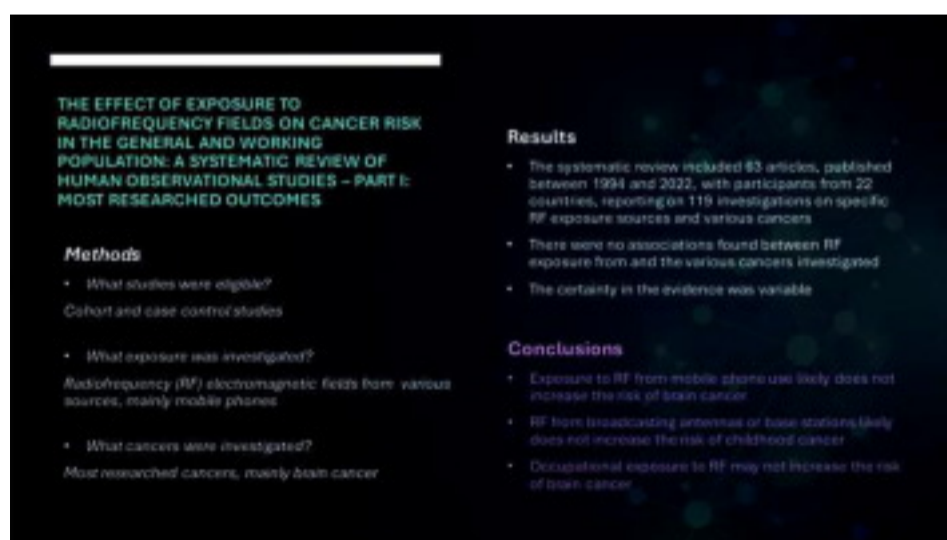 THE EFFECT OF EXPOSURE TO
RADIOFREQUENCY FIELDS ON CANCER RISK
IN THE GENERAL AND WORKING
POPULATION: A SYSTEMATIC REVIEW OF
HUMAN OBSERVATIONAL STUDIES – PART I:
MOST RESEARCHED OUTCOMES
Methods
• What studies were eligible?
Cohort and case control studies
• What exposure was investigated?
Radiofrequency (RF) electromagnetic fields from various
sources, mainly mobile phones
• What cancers were investigated?
Most researched cancers, mainly brain cancer
Results
• The systematic review included 63 articles, published
between 1994 and 2022, with participants from 22
countries, reporting on 119 investigations on specific
RF exposure sources and various cancers
• There were no associations found between RF
exposure from and the various cancers investigated
• The certainty in the evidence was variable
Conclusions
• Exposure to RF from mobile phone use likely does not
increase the risk of brain cancer
• RF from broadcasting antennas or base stations likely
does not increase the risk of childhood cancer
• Occupational exposure to RF may not increase the risk
of brain cancer